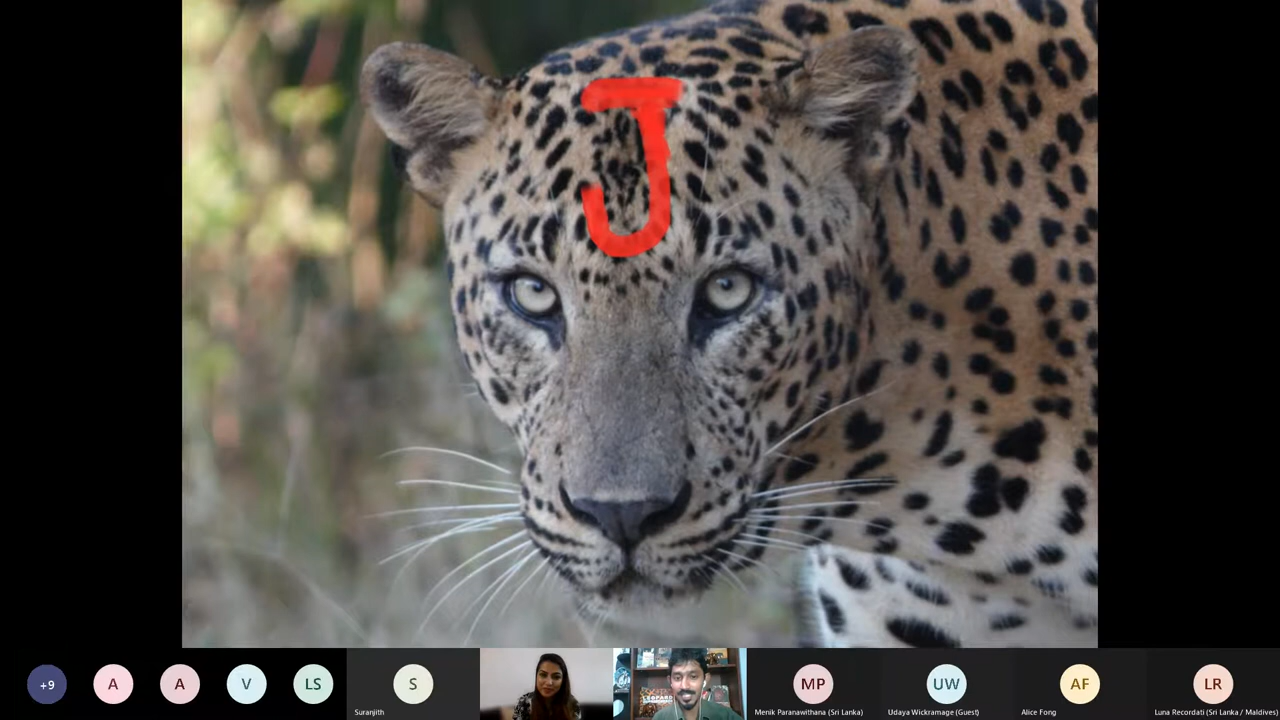 J
+9
A
A
V
LS
S
Suranjith
LEOPARD
MP
Menik Paranawithana (Sri Lanka)
UW
Udaya Wickramage (Guest)
AF
Alice Fong
LR
Luna Recordati (Sri Lanka / Maldives)